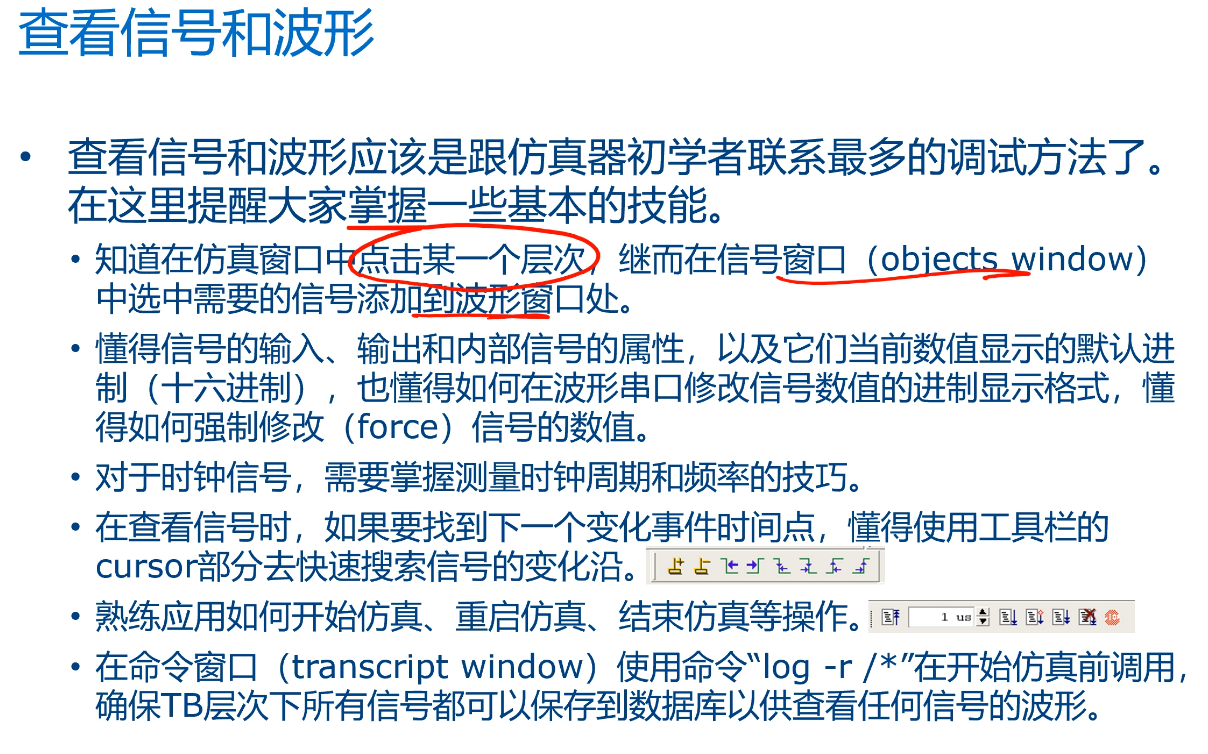 查看信号和波形
• 查看信号和波形应该是跟仿真器初学者联系最多的调试方法了。
在这里提醒大家掌握一些基本的技能。
• 知道在仿真窗口中点击某一个层次，继而在信号窗口（objects window）
中选中需要的信号添加到波形窗口处。
• 懂得信号的输入、输出和内部信号的属性，以及它们当前数值显示的默认进
制（十六进制），也懂得如何在波形串口修改信号数值的进制显示格式，懂
得如何强制修改（force）信号的数值。
• 对于时钟信号，需要掌握测量时钟周期和频率的技巧。
• 在查看信号时，如果要找到下一个变化事件时间点，懂得使用工具栏的
cursor部分去快速搜索信号的变化沿。
• 熟练应用如何开始仿真、重启仿真、结束仿真等操作。 1 us
• 在命令窗口（transcript window）使用命令“log -r /*”在开始仿真前调用，
确保TB层次下所有信号都可以保存到数据库以供查看任何信号的波形。